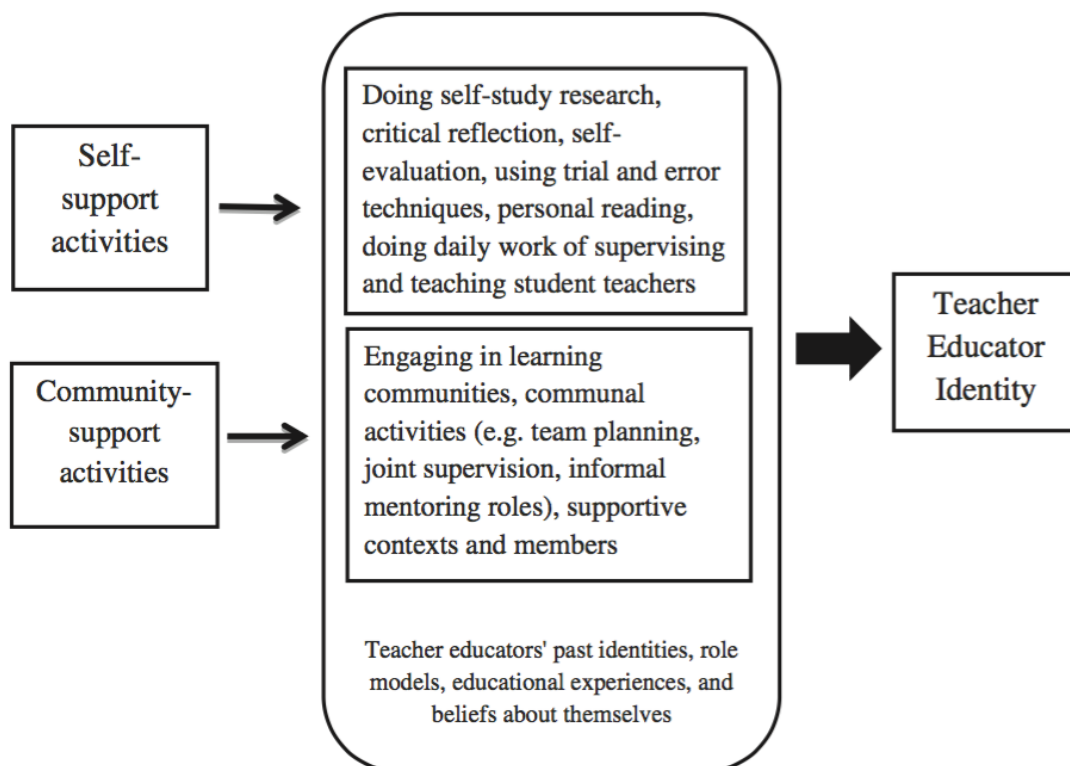 Self-
support
activities
Community-
support
activities
Doing self-study research,
critical reflection, self-
evaluation, using trial and error
techniques, personal reading,
doing daily work of supervising
and teaching student teachers
Engaging in learning
communities, communal
activities (e.g. team planning,
joint supervision, informal
mentoring roles), supportive
contexts and members
Teacher educators' past identities, role
models, educational experiences, and
beliefs about themselves
Teacher
Educator
Identity